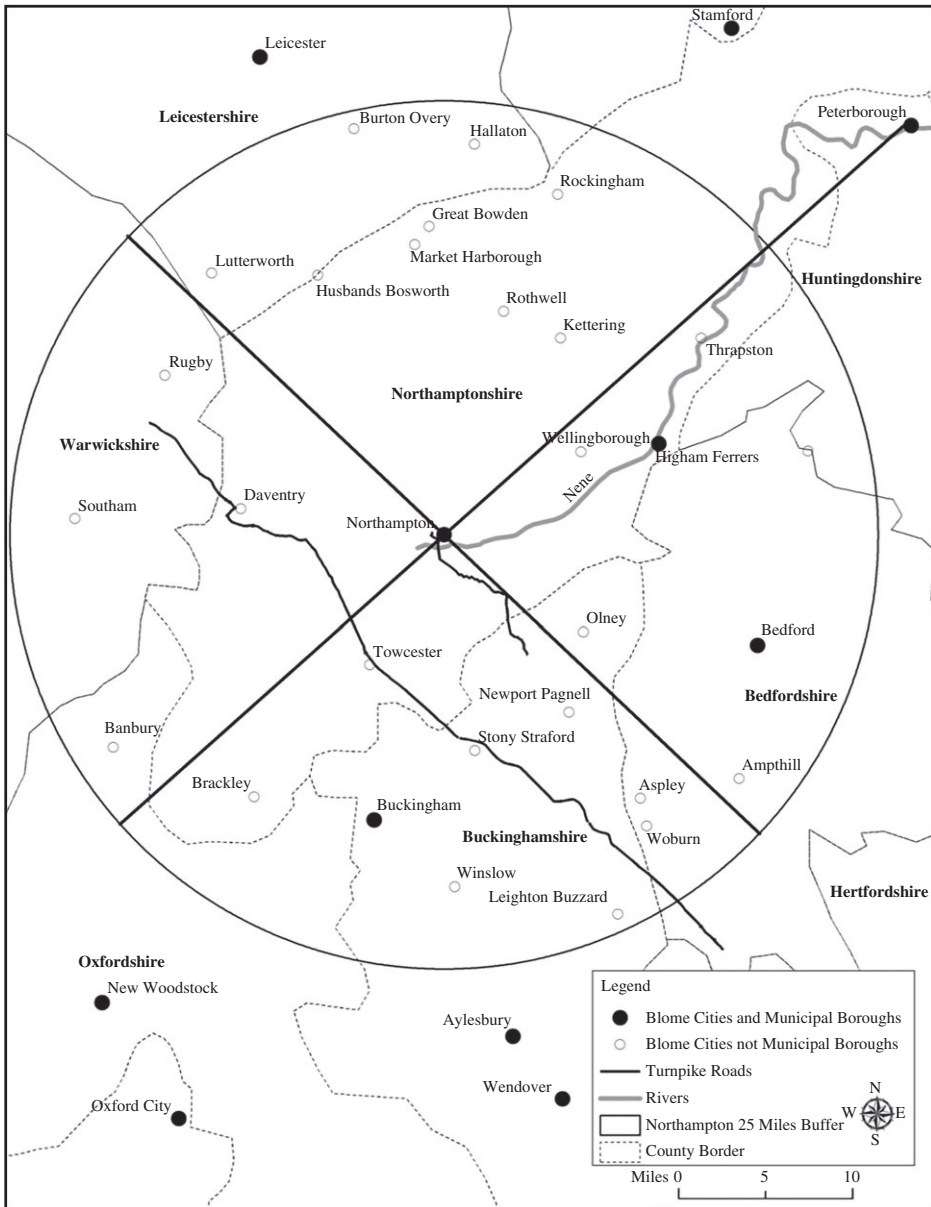 Stamford
Leicester
Peterborough
Leicestershire
Burton Overy
Hallaton
Rockingham
Great Bowden
Market Harborough
Lutterworth
Husbands Bosworth
Huntingdonshire
Rothwell
Kettering
Thrapston
Rugby
Northamptonshire
Warwickshire
Wellingborough
Higham Ferrers
Nene
Daventry
Southam
Northampton
Olney
Bedford
Towcester
Newport Pagnell
Bedfordshire
Banbury
Stony Straford
Ampthill
Brackley
Aspley
Buckingham
Buckinghamshire
Woburn
Winslow
Leighton Buzzard
Hertfordshire
Oxfordshire
New Woodstock
Aylesbury
Wendover
Oxford City
Legend
Blome Cities and Municipal Boroughs
Blome Cities not Municipal Boroughs
Turnpike Roads
Rivers
Northampton 25 Miles Buffer
County Border
N
W E
S
Miles 0 5 10